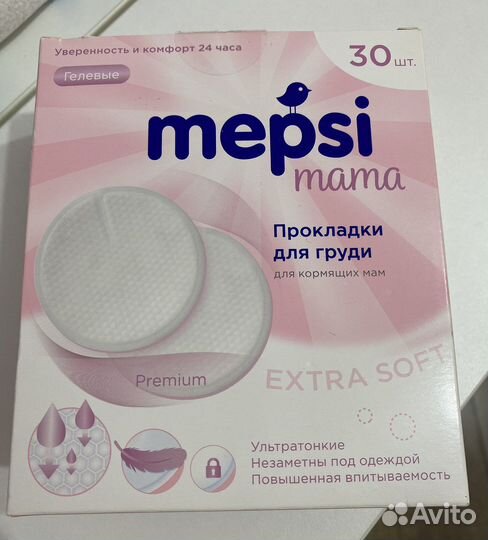 Уверенность и комфорт 24 часа
30 шт.
Гелевые
mepsi
mama
Прокладки
для груди
для кормящих мам
Premium
EXTRA SOFT
Ультратонкие
Незаметны под одеждой
Повышенная впитываемость
Avito